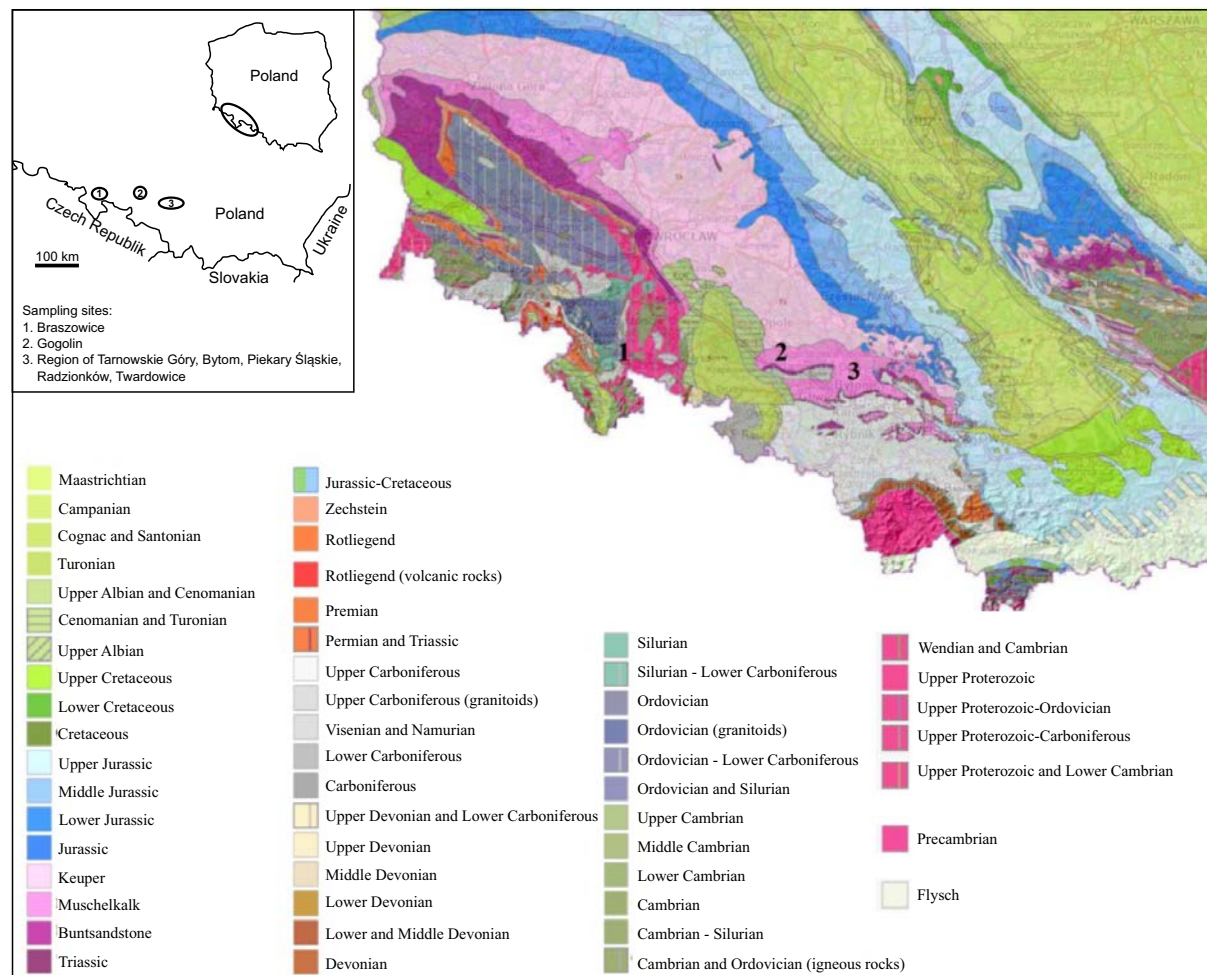 Poland
1
2
3
Poland
Czech Republik
Ukraine
100 km
Slovakia
Sampling sites:
1. Braszowice
2. Gogolin
3. Region of Tarnowskie Góry, Bytom, Piekary Śląskie,
Radzionków, Twardowice
WARSZAWA
WROCŁAW
1
2
3
Maastrichtian
Campanian
Cognac and Santonian
Turonian
Upper Albian and Cenomanian
Cenomanian and Turonian
Upper Albian
Upper Cretaceous
Lower Cretaceous
Cretaceous
Upper Jurassic
Middle Jurassic
Lower Jurassic
Jurassic
Keuper
Muschelkalk
Buntsandstone
Triassic
Jurassic-Cretaceous
Zechstein
Rotliegend
Rotliegend (volcanic rocks)
Premian
Permian and Triassic
Upper Carboniferous
Upper Carboniferous (granitoids)
Visenian and Namurian
Lower Carboniferous
Carboniferous
Upper Devonian and Lower Carboniferous
Upper Devonian
Middle Devonian
Lower Devonian
Lower and Middle Devonian
Devonian
Silurian
Silurian - Lower Carboniferous
Ordovician
Ordovician (granitoids)
Ordovician - Lower Carboniferous
Ordovician and Silurian
Upper Cambrian
Middle Cambrian
Lower Cambrian
Cambrian
Cambrian - Silurian
Cambrian and Ordovician (igneous rocks)
Wendian and Cambrian
Upper Proterozoic
Upper Proterozoic-Ordovician
Upper Proterozoic-Carboniferous
Upper Proterozoic and Lower Cambrian
Precambrian
Flysch